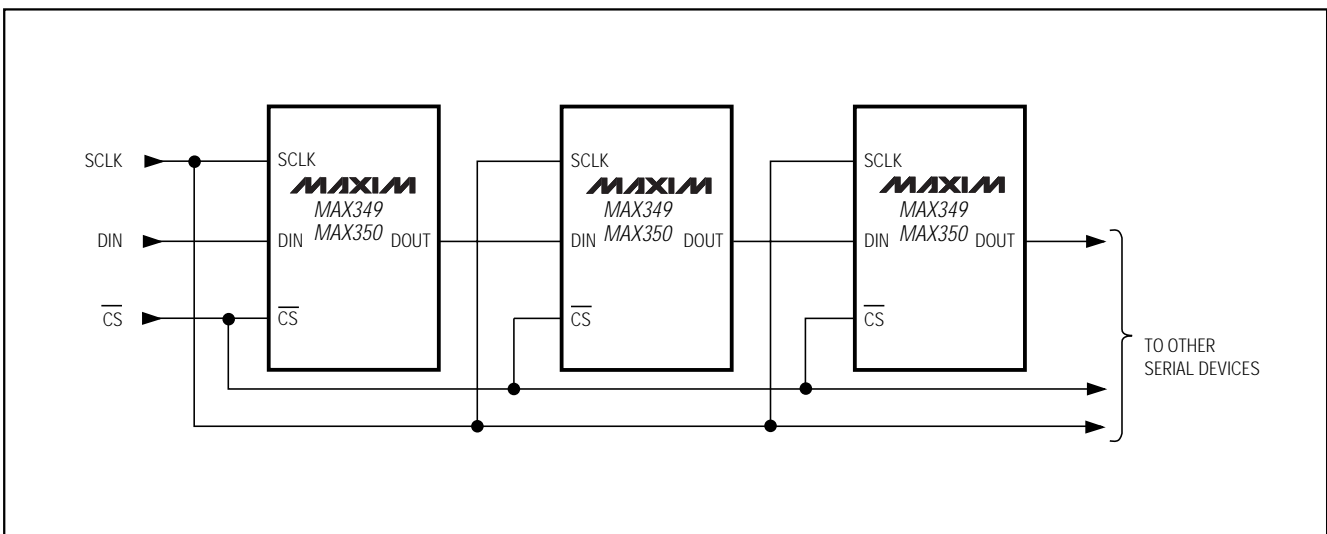 SCLK
DIN
CS
SCLK
MAXIM
MAX349
MAX350
DIN
DOUT
CS
SCLK
MAXIM
MAX349
MAX350
DIN
DOUT
CS
SCLK
MAXIM
MAX349
MAX350
DIN
DOUT
CS
TO OTHER
SERIAL DEVICES